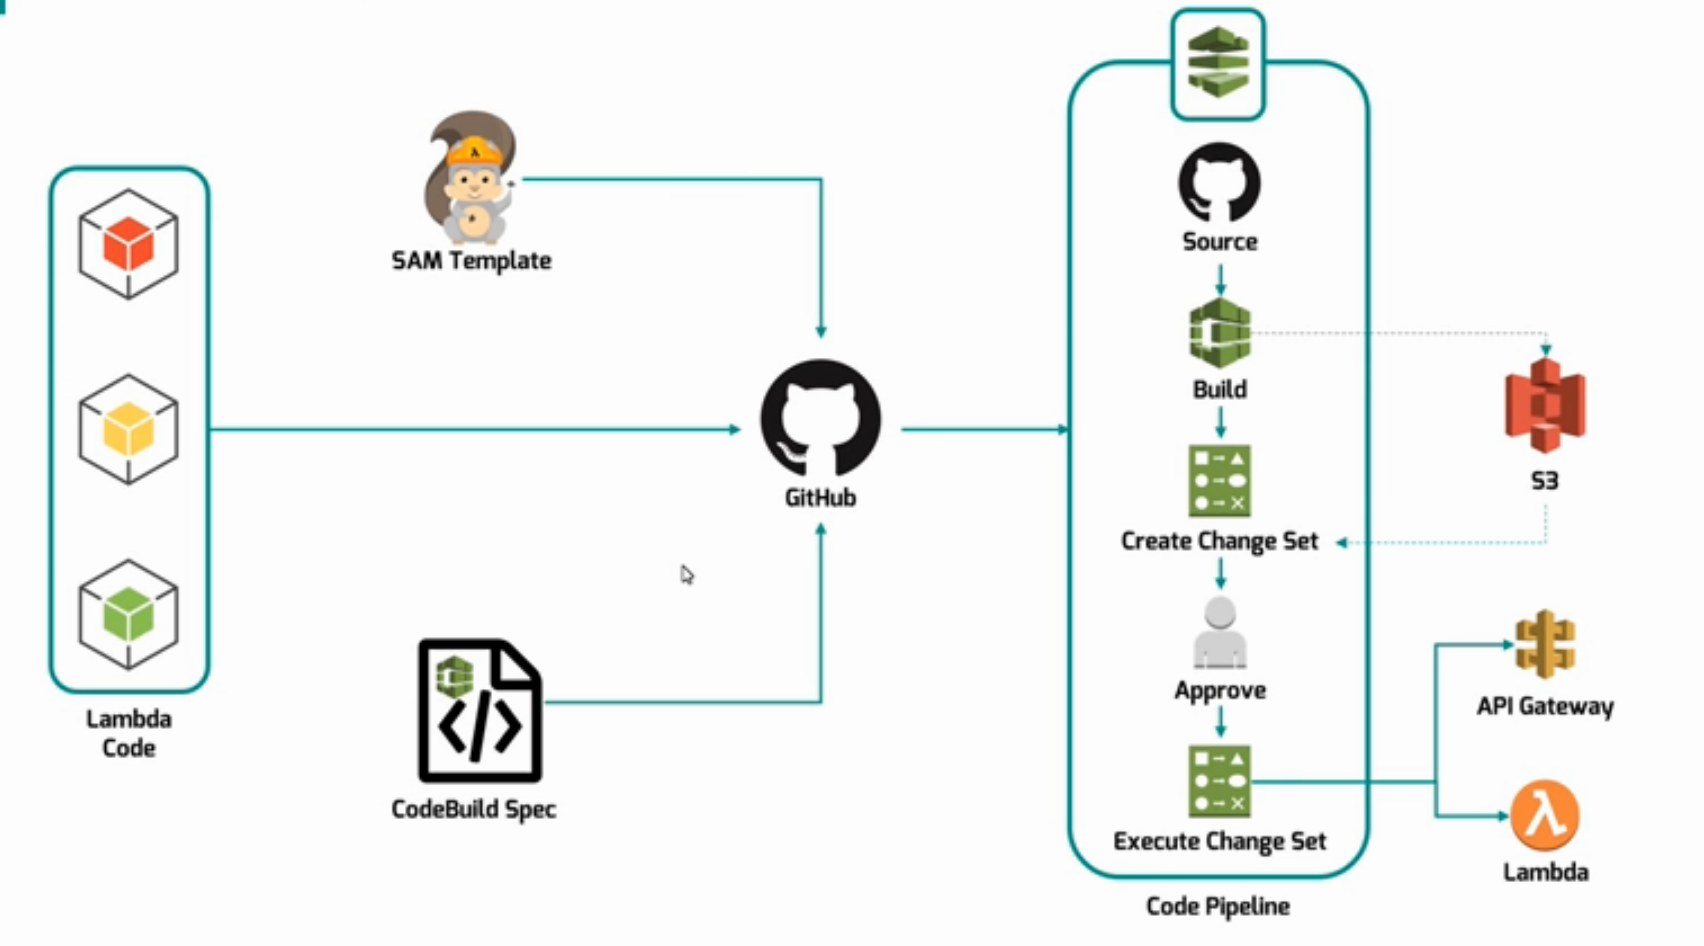 SAM Template
Lambda
Code
GitHub
CodeBuild Spec
Source
Build
Create Change Set
Approve
Execute Change Set
Code Pipeline
S3
API Gateway
λ
Lambda